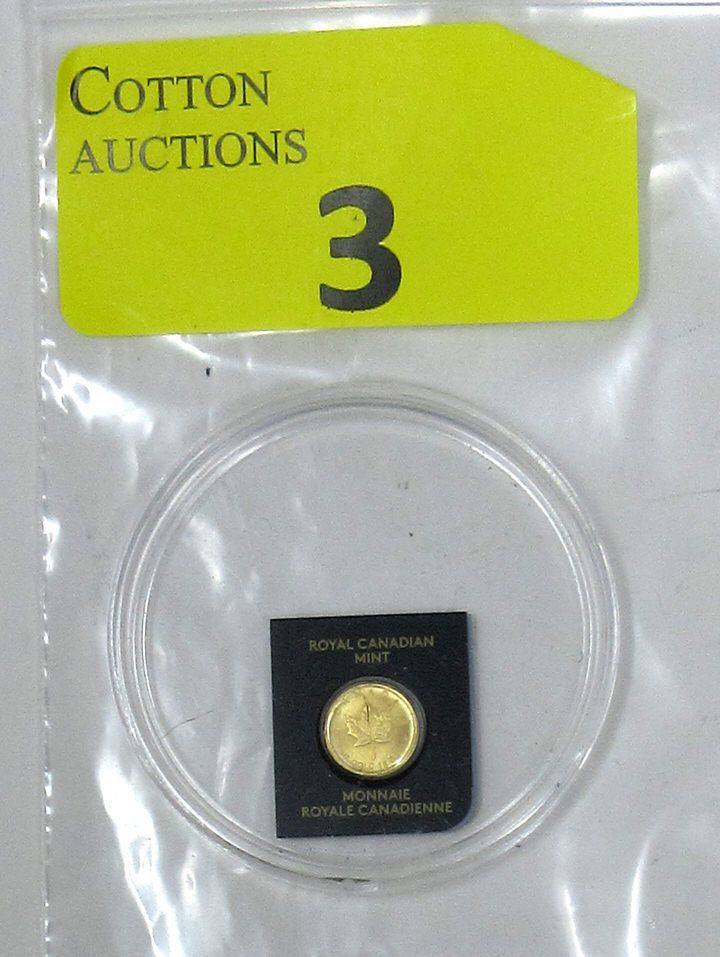 COTTON
AUCTIONS
3
ROYAL CANADIAN
MINT
MONNAIE
ROYALE CANADIENNE